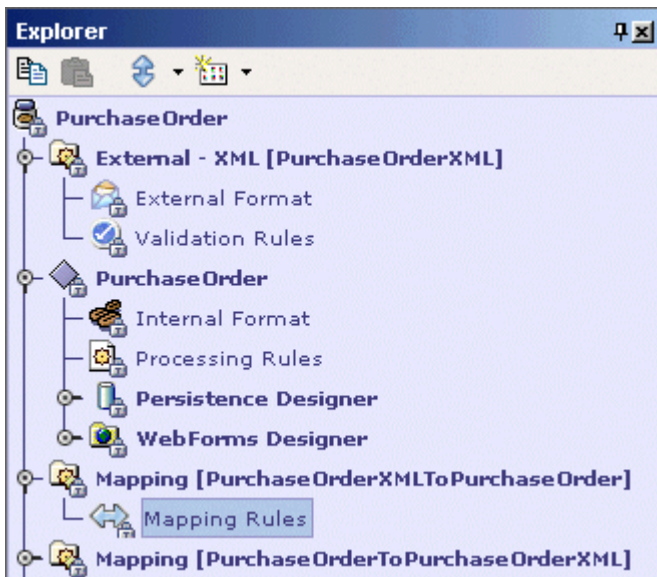 Explorer
PurchaseOrder
External - XML [PurchaseOrderXML]
External Format
Validation Rules
PurchaseOrder
Internal Format
Processing Rules
Persistence Designer
WebForms Designer
Mapping [PurchaseOrderXMLToPurchaseOrder]
Mapping Rules
Mapping [PurchaseOrderToPurchaseOrderXML]